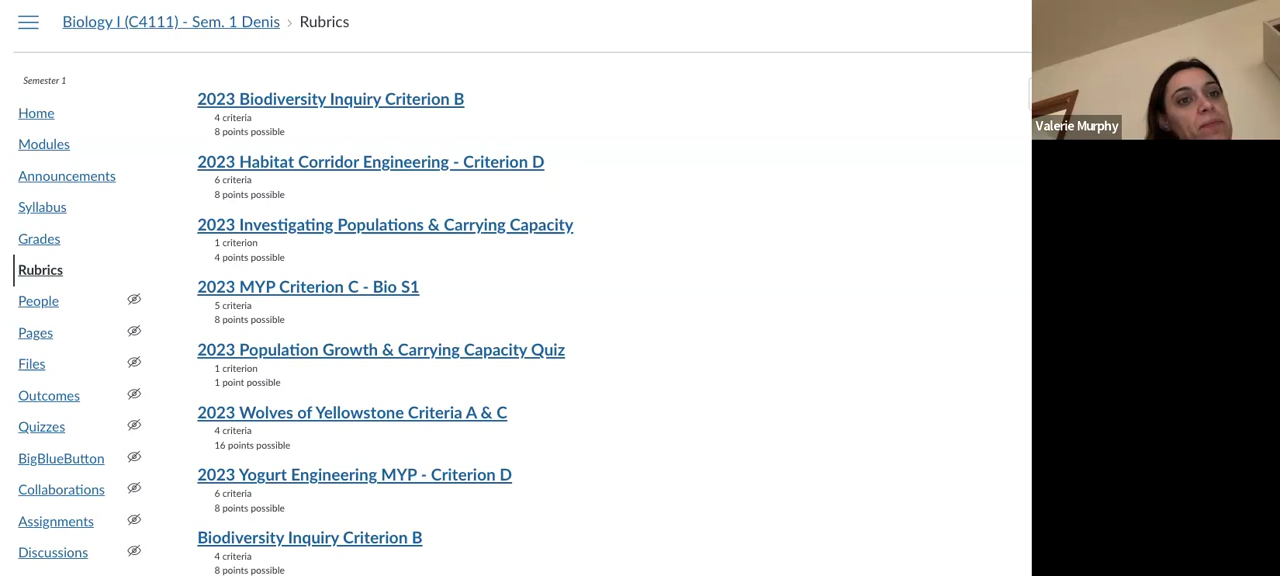 Biology I (C4111) - Sem. 1 Denis › Rubrics
Semester 1
Home
Modules
Announcements
Syllabus
Grades
Rubrics
People
Pages
Files
Outcomes
Quizzes
BigBlueButton
Collaborations
Assignments
Discussions
2023 Biodiversity Inquiry Criterion B
4 criteria
8 points possible
2023 Habitat Corridor Engineering - Criterion D
6 criteria
8 points possible
2023 Investigating Populations & Carrying Capacity
1 criterion
4 points possible
2023 MYP Criterion C - Bio S1
5 criteria
8 points possible
2023 Population Growth & Carrying Capacity Quiz
1 criterion
1 point possible
2023 Wolves of Yellowstone Criteria A & C
4 criteria
16 points possible
2023 Yogurt Engineering MYP - Criterion D
6 criteria
8 points possible
Biodiversity Inquiry Criterion B
4 criteria
8 points possible
Valerie Murphy